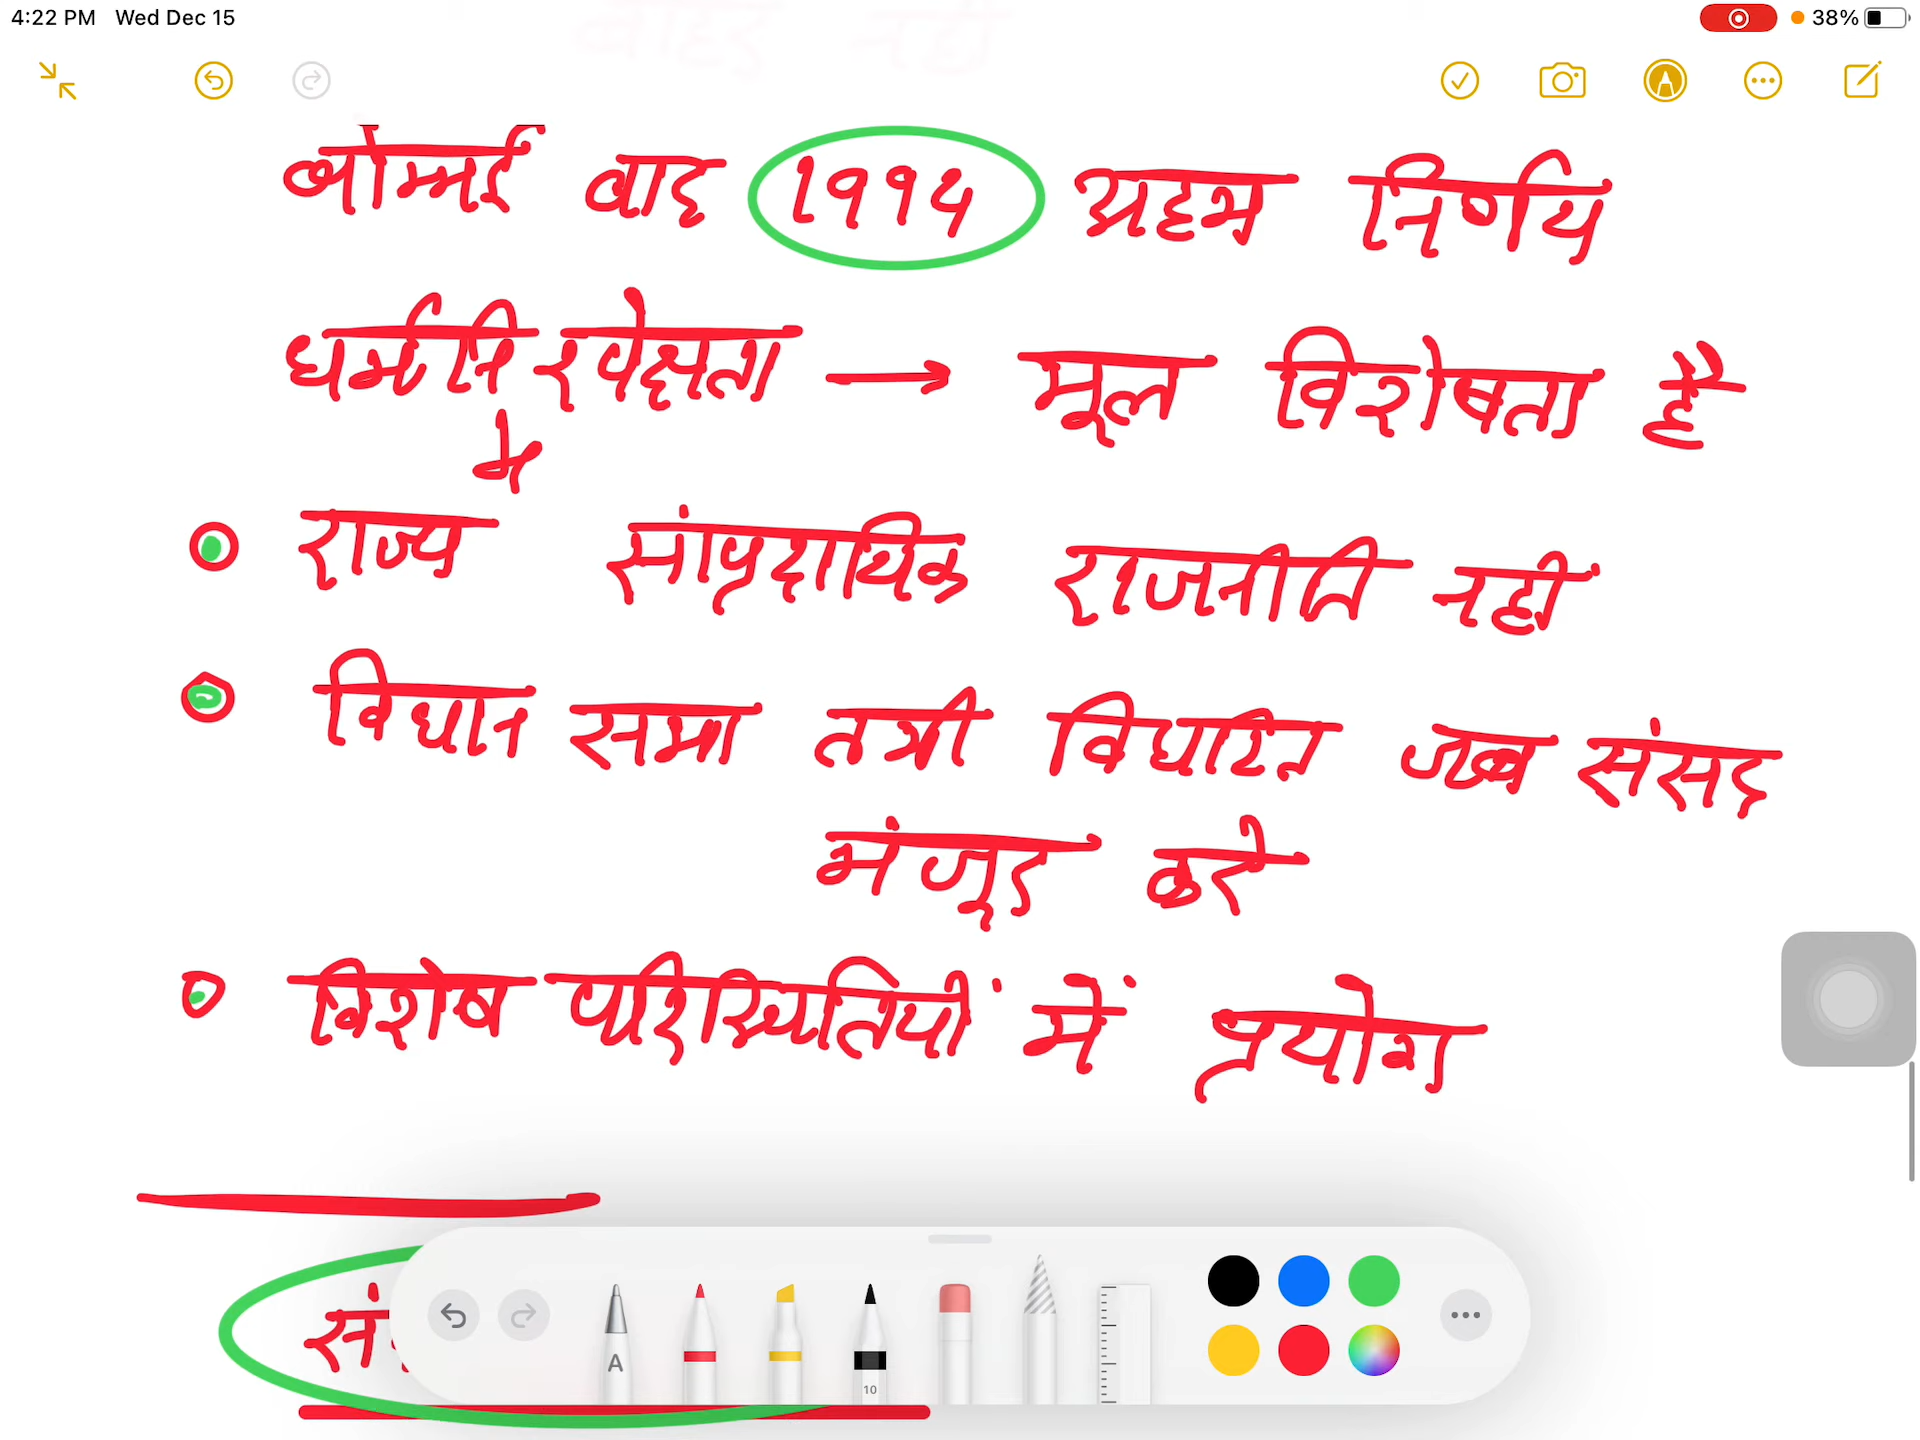 4:22 PM Wed Dec 15 38%
बोम्मई वाद 1994 अहम निर्णय
धर्मनिरपेक्षता → मूल विशेषता है
में
राज्य सांप्रदायिक राजनीति नहीं
विधान सभा तभी विघटित जब संसद
मंजूर करे
विशेष परिस्थितियों में प्रयोग
A
10